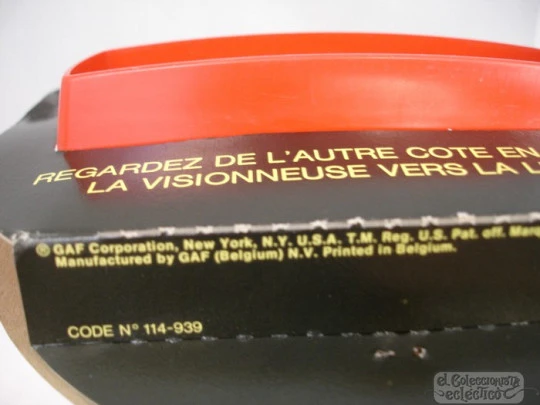 REGARDEZ DE L'AUTRE COTE EN
LA VISIONNEUSE VERS LA
® GAF Corporation, New York, N.Y. U.S.A. T.M. Reg. U.S. Pat. off.
Manufactured by GAF (Belgium) N.V. Printed in Belgium.
CODE Nº 114-939
el Coleccionista
ecléctico